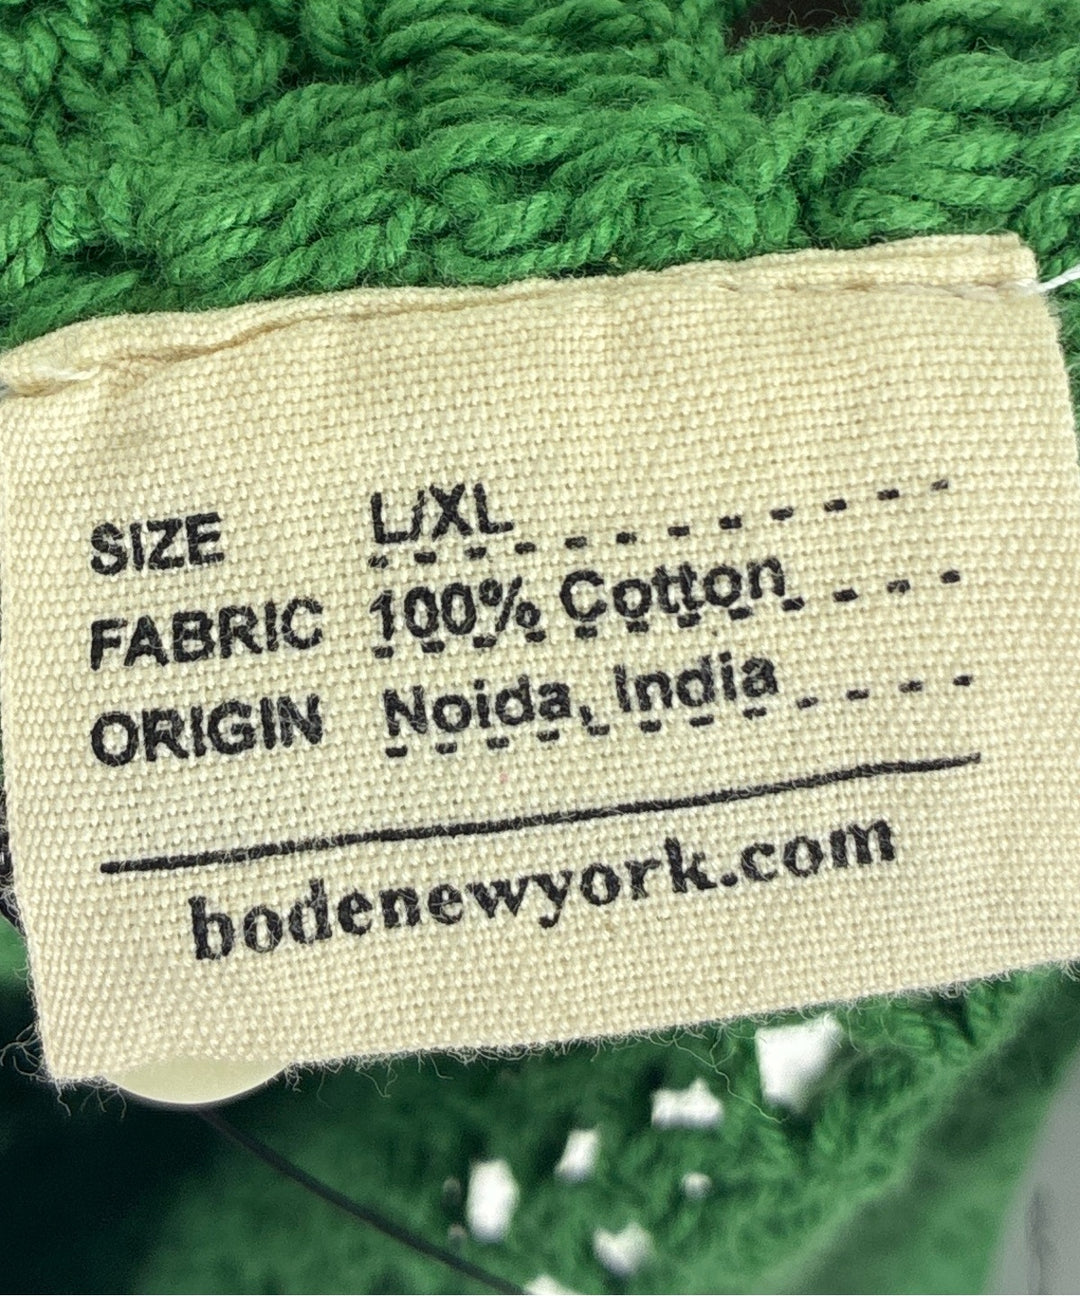 SIZE L/XL
FABRIC 100% Cotton
ORIGIN Noida, India
bodenewyork.com